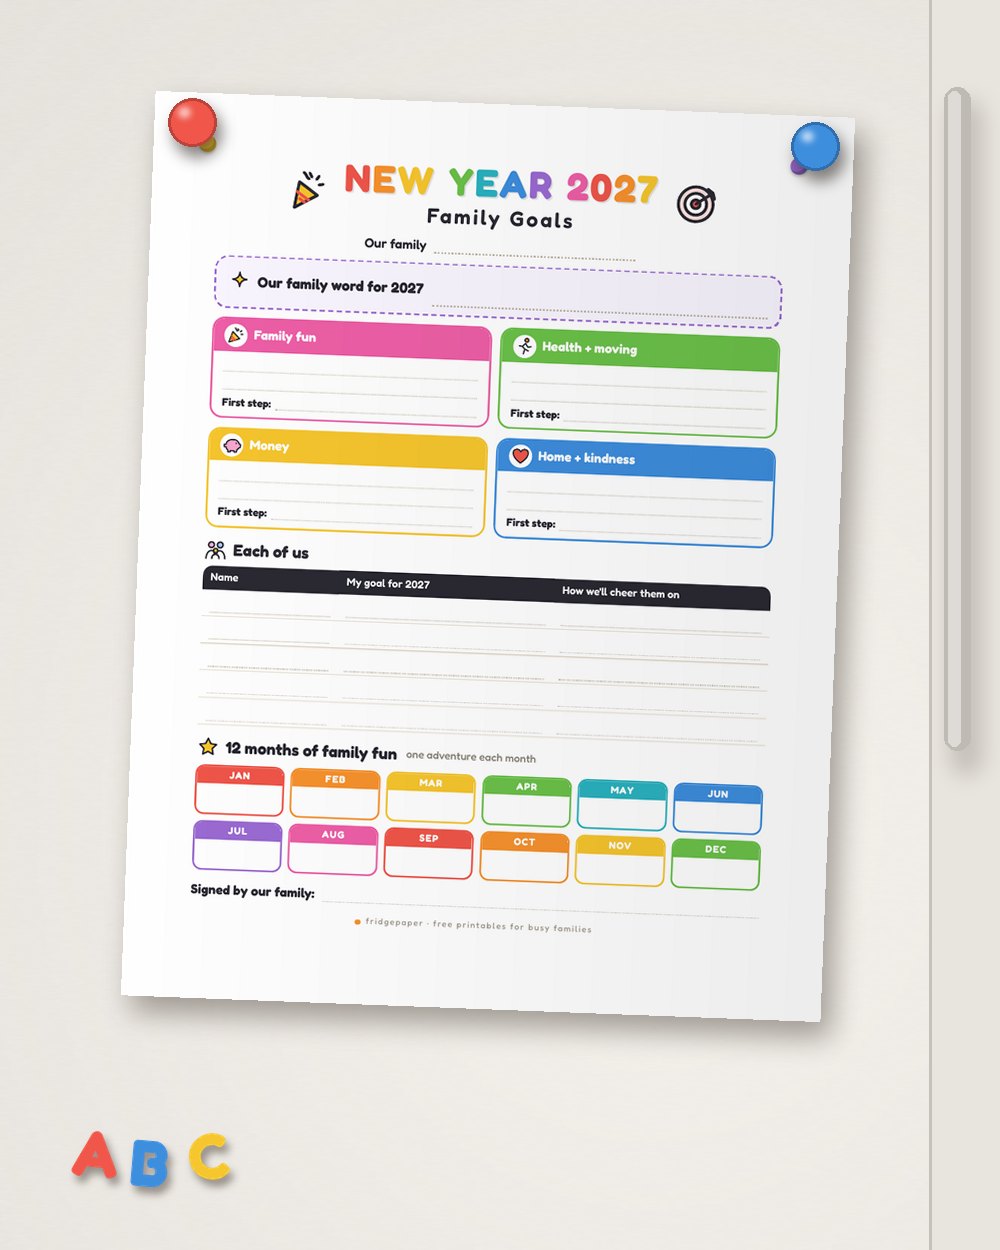 NEW YEAR 2027
Family Goals
Our family
Our family word for 2027
Family fun
First step:
Health + moving
First step:
Money
First step:
Home + kindness
First step:
Each of us
Name My goal for 2027 How we'll cheer them on
12 months of family fun one adventure each month
JAN FEB MAR APR MAY JUN
JUL AUG SEP OCT NOV DEC
Signed by our family:
fridgepaper · free printables for busy families
A B C